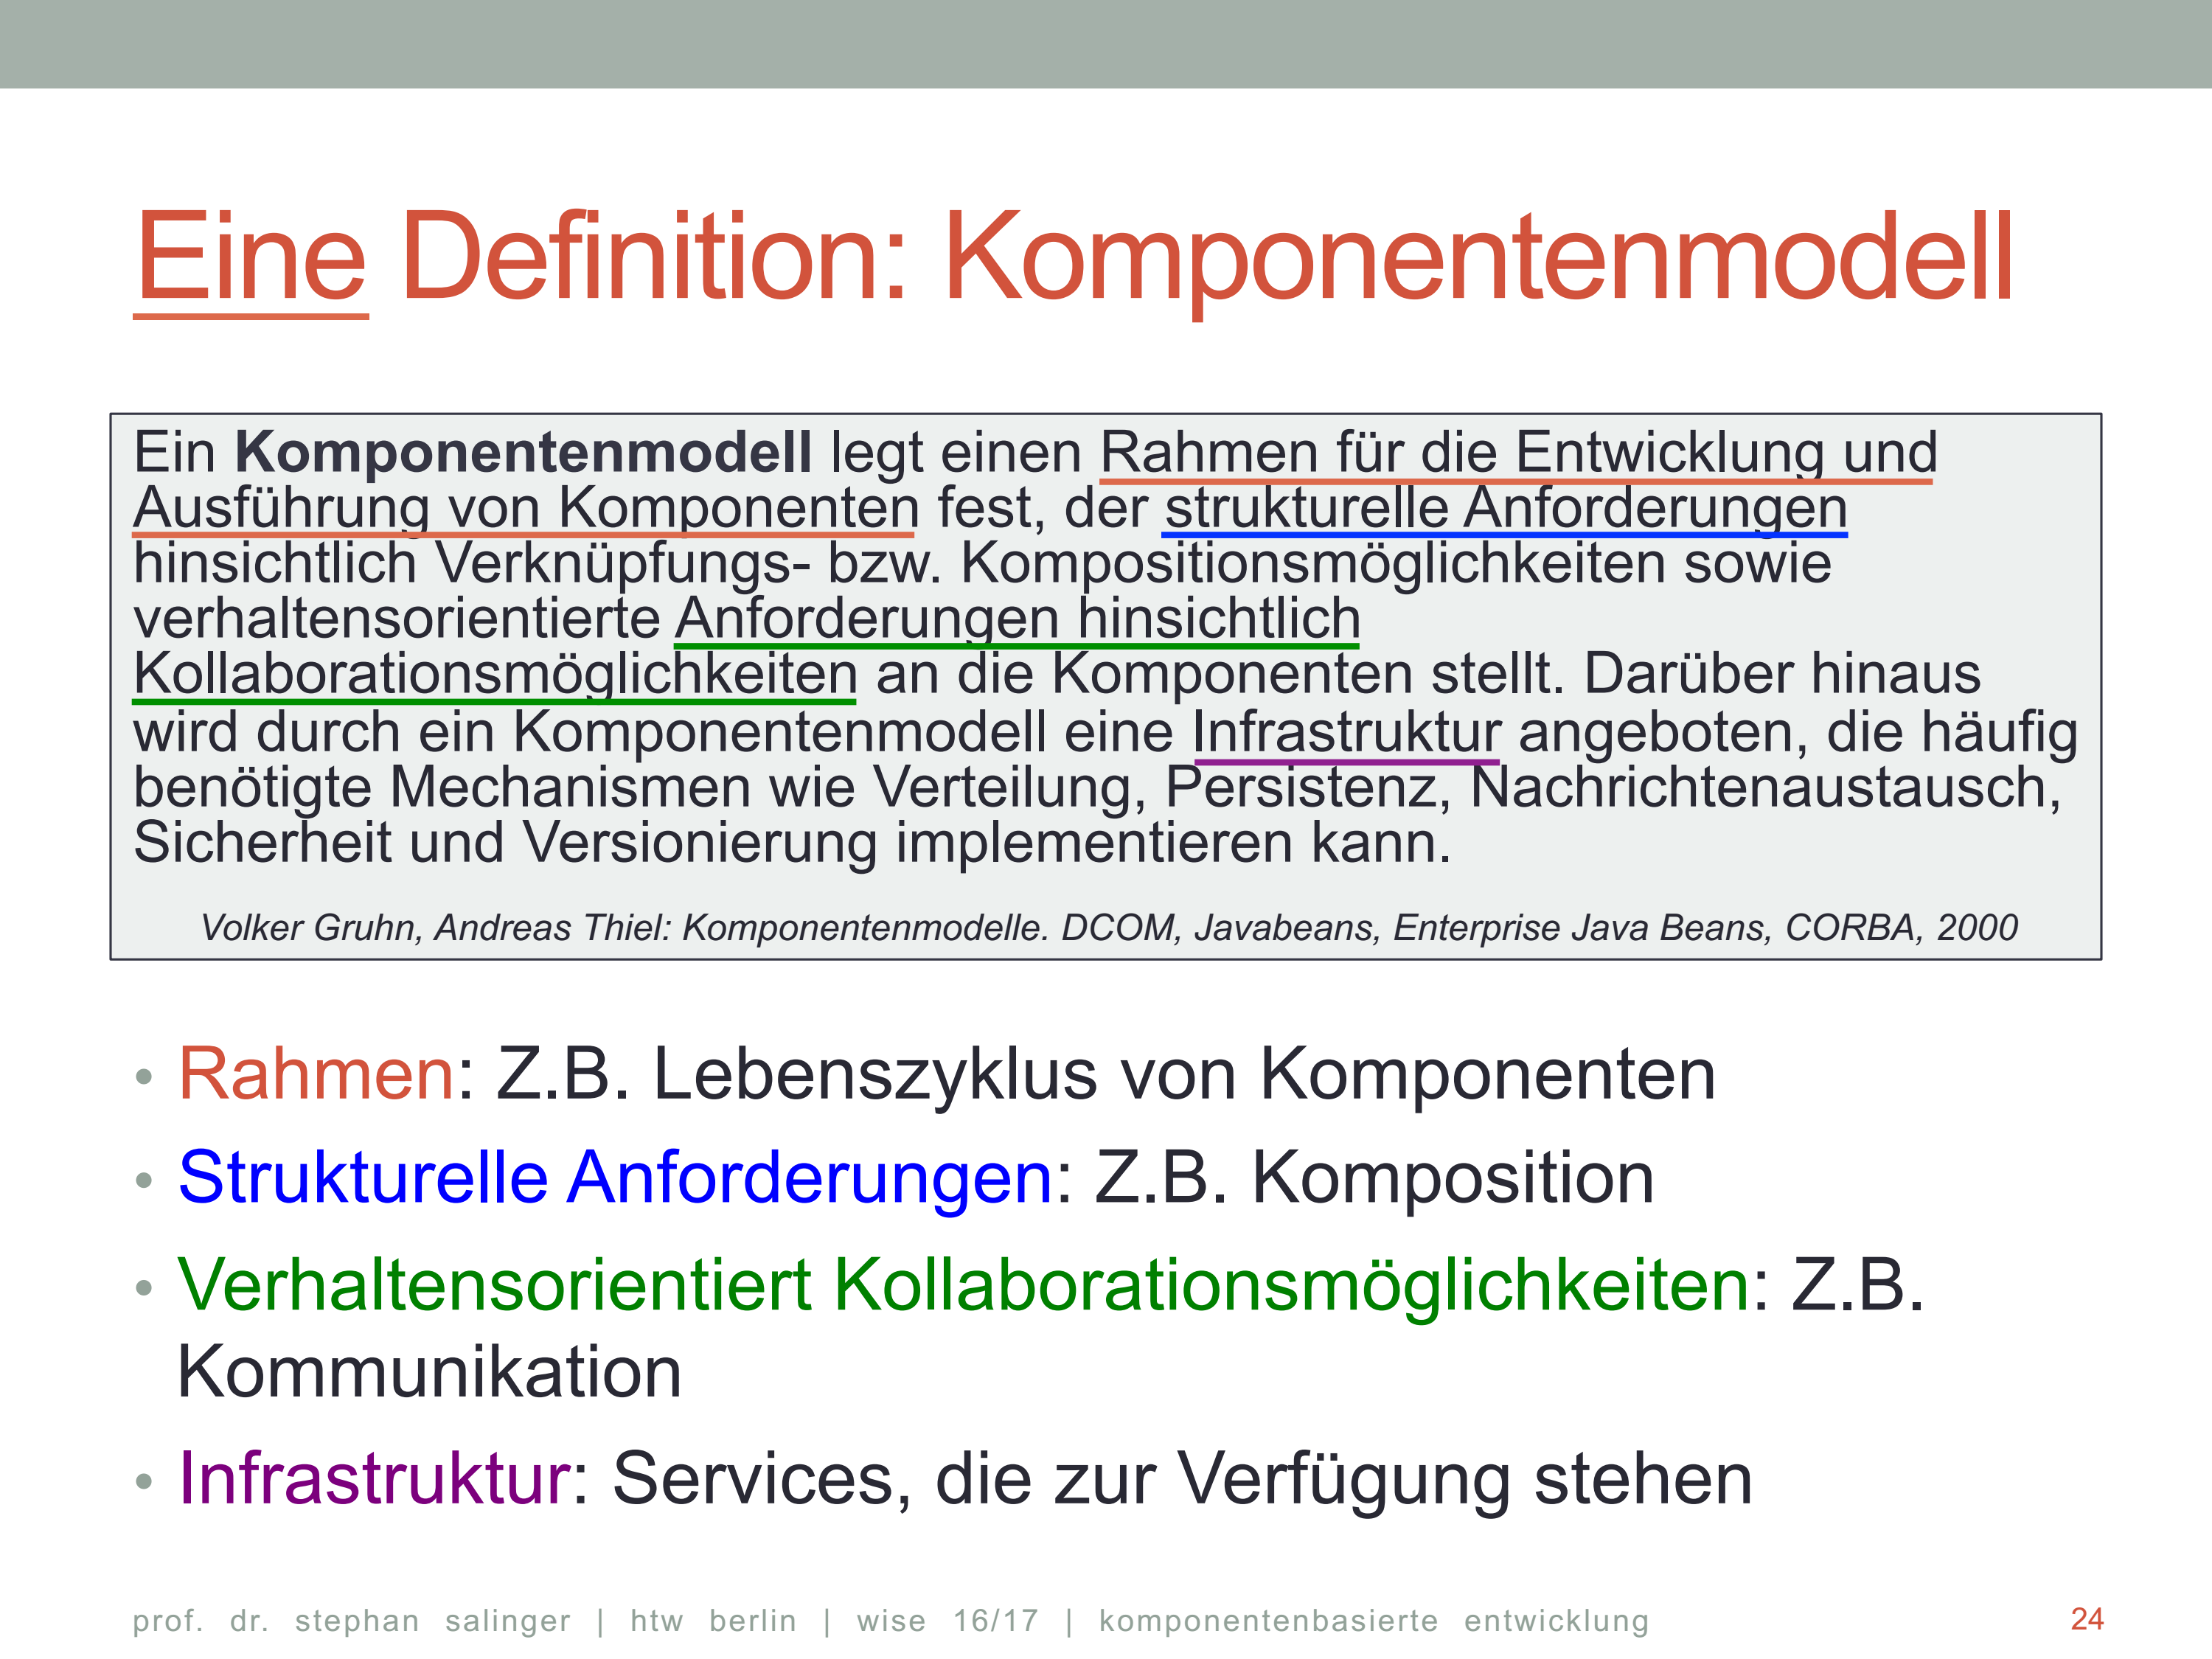 Eine Definition: Komponentenmodell
Ein Komponentenmodell legt einen Rahmen für die Entwicklung und
Ausführung von Komponenten fest, der strukturelle Anforderungen
hinsichtlich Verknüpfungs- bzw. Kompositionsmöglichkeiten sowie
verhaltensorientierte Anforderungen hinsichtlich
Kollaborationsmöglichkeiten an die Komponenten stellt. Darüber hinaus
wird durch ein Komponentenmodell eine Infrastruktur angeboten, die häufig
benötigte Mechanismen wie Verteilung, Persistenz, Nachrichtenaustausch,
Sicherheit und Versionierung implementieren kann.
Volker Gruhn, Andreas Thiel: Komponentenmodelle. DCOM, Javabeans, Enterprise Java Beans, CORBA, 2000
• Rahmen: Z.B. Lebenszyklus von Komponenten
• Strukturelle Anforderungen: Z.B. Komposition
• Verhaltensorientiert Kollaborationsmöglichkeiten: Z.B.
Kommunikation
• Infrastruktur: Services, die zur Verfügung stehen
prof. dr. stephan salinger | htw berlin | wise 16/17 | komponentenbasierte entwicklung
24